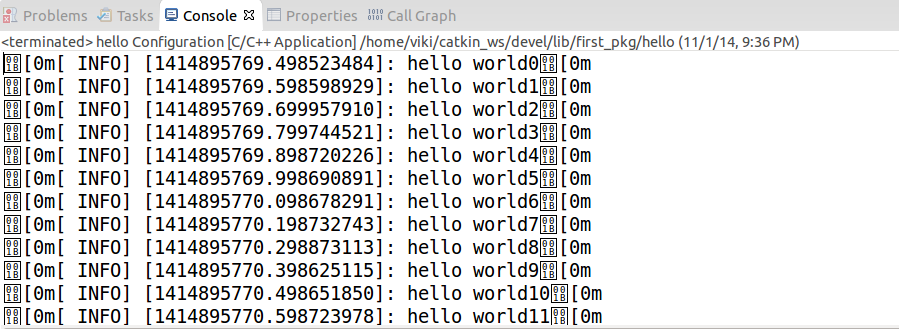 Problems Tasks Console Properties Call Graph
<terminated> hello Configuration [C/C++ Application] /home/viki/catkin_ws/devel/lib/first_pkg/hello (11/1/14, 9:36 PM)
[0m[ INFO] [1414895769.498523484]: hello world0[0m
[0m[ INFO] [1414895769.598598929]: hello world1[0m
[0m[ INFO] [1414895769.699957910]: hello world2[0m
[0m[ INFO] [1414895769.799744521]: hello world3[0m
[0m[ INFO] [1414895769.898720226]: hello world4[0m
[0m[ INFO] [1414895769.998690891]: hello world5[0m
[0m[ INFO] [1414895770.098678291]: hello world6[0m
[0m[ INFO] [1414895770.198732743]: hello world7[0m
[0m[ INFO] [1414895770.298873113]: hello world8[0m
[0m[ INFO] [1414895770.398625115]: hello world9[0m
[0m[ INFO] [1414895770.498651850]: hello world10[0m
[0m[ INFO] [1414895770.598723978]: hello world11[0m